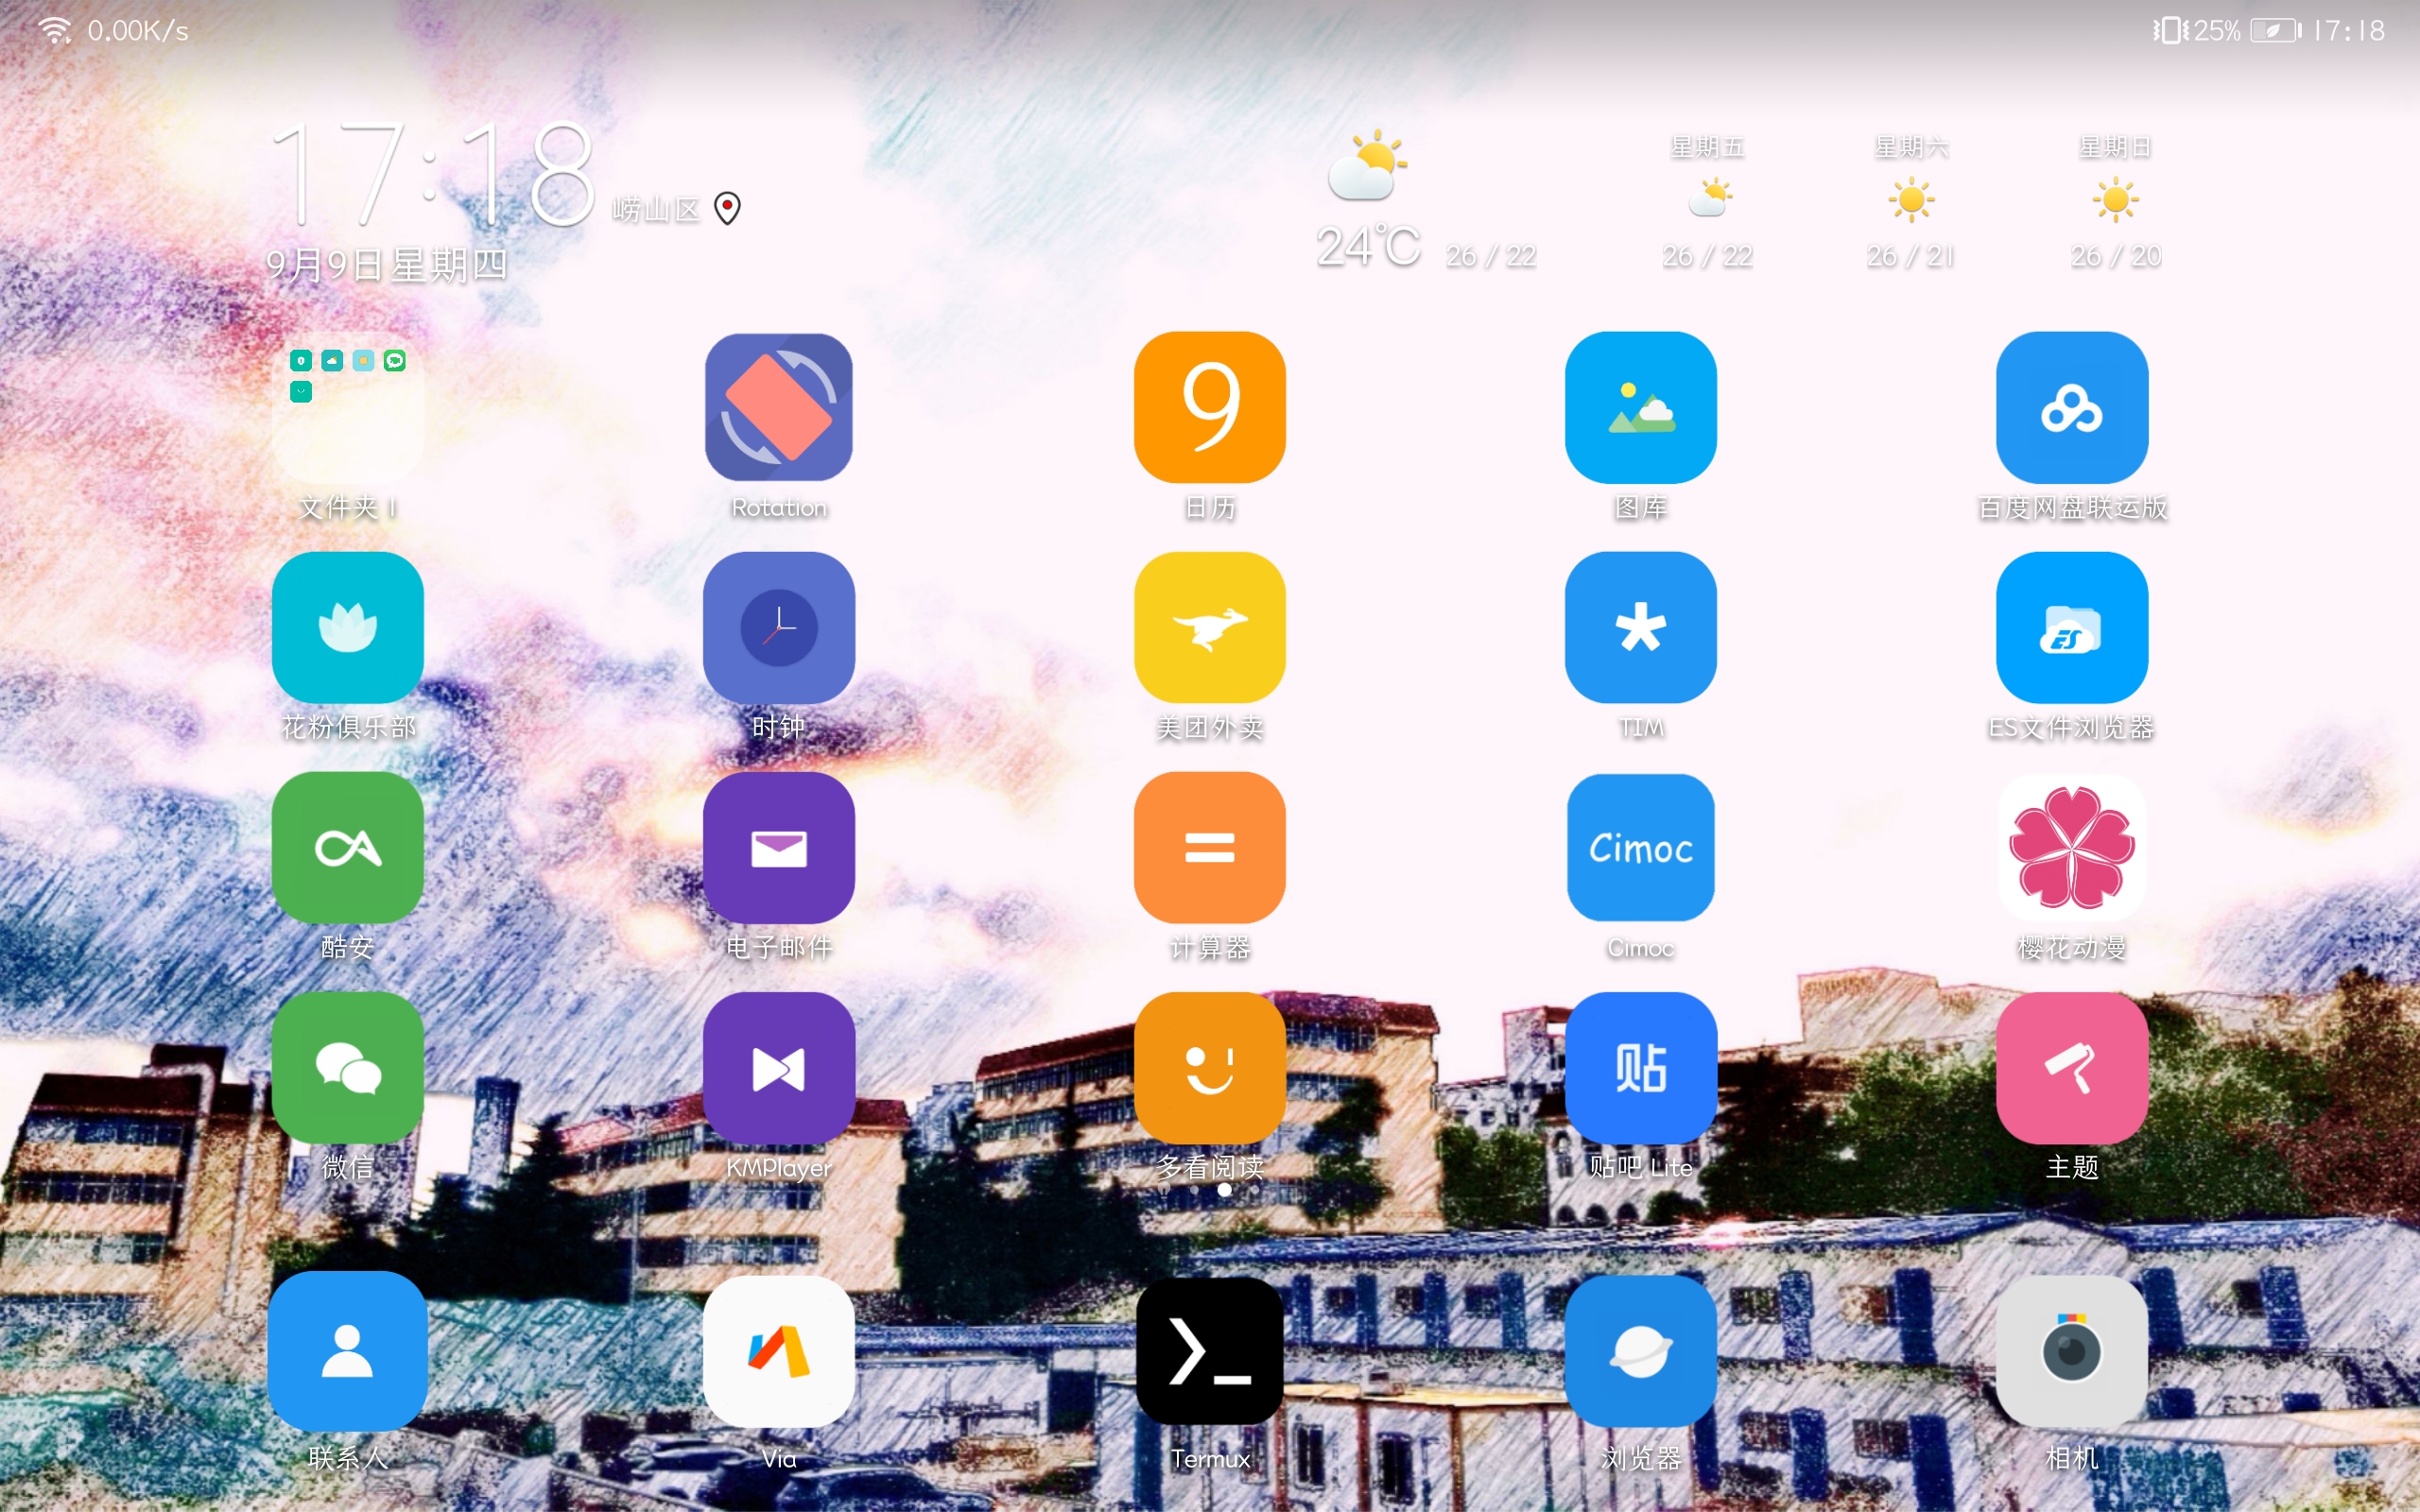 0.00K/s
25% 17:18
17:18
崂山区
9月9日星期四
24℃ 26 / 22
星期五 星期六 星期日
26 / 22 26 / 21 26 / 20
9
文件夹 1 Rotation 日历 图库 百度网盘联运版
ES
花粉俱乐部 时钟 美团外卖 TIM ES文件浏览器
Cimoc
酷安 电子邮件 计算器 Cimoc 樱花动漫
贴
微信 KMPlayer 多看阅读 贴吧 Lite 主题
联系人 Via Termux 浏览器 相机